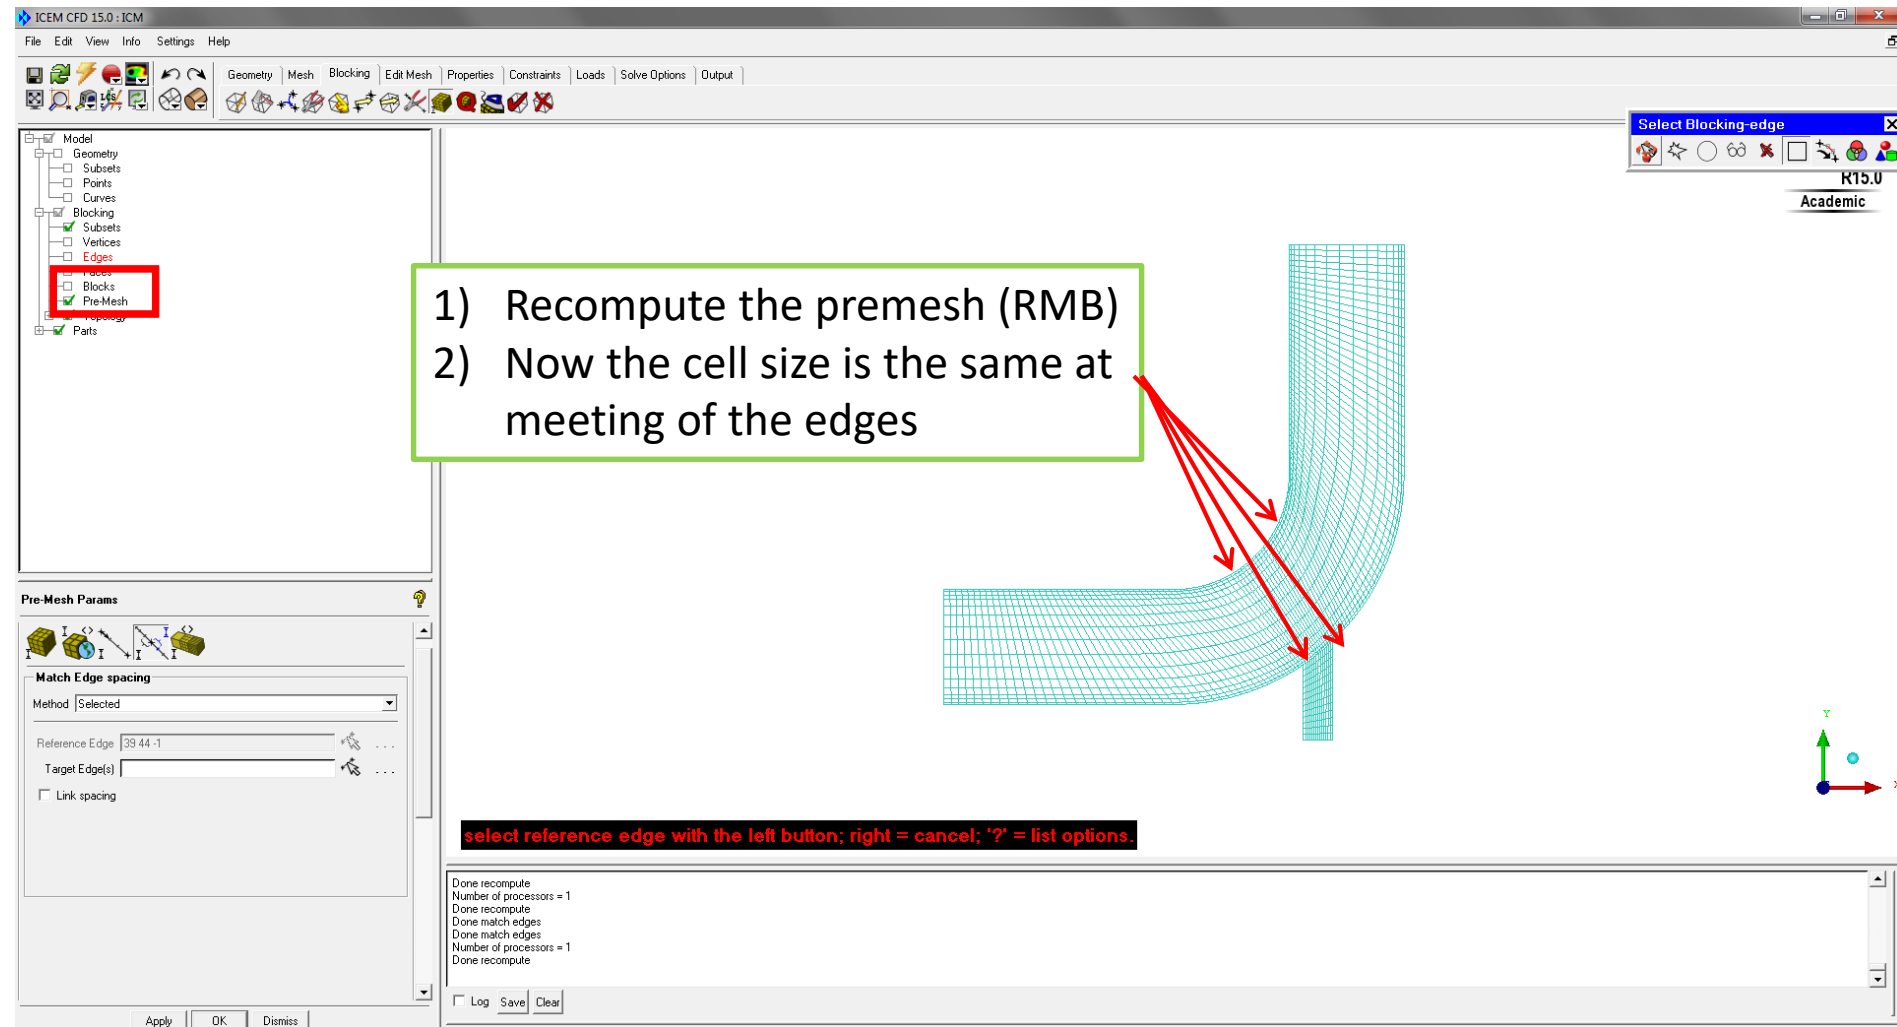 ICEM CFD 15.0 : ICM
File Edit View Info Settings Help
Geometry Mesh Blocking Edit Mesh Properties Constraints Loads Solve Options Output
Model
Geometry
Subsets
Points
Curves
Blocking
Subsets
Vertices
Edges
Faces
Blocks
Pre-Mesh
Topology
Parts
Select Blocking-edge
R15.0
Academic
1) Recompute the premesh (RMB)
2) Now the cell size is the same at
meeting of the edges
Pre-Mesh Params
Match Edge spacing
Method Selected
Reference Edge 39 44 -1
Target Edge(s)
Link spacing
Y
X
select reference edge with the left button; right = cancel; '?' = list options.
Done recompute
Number of processors = 1
Done recompute
Done match edges
Done match edges
Number of processors = 1
Done recompute
Log Save Clear
Apply OK Dismiss